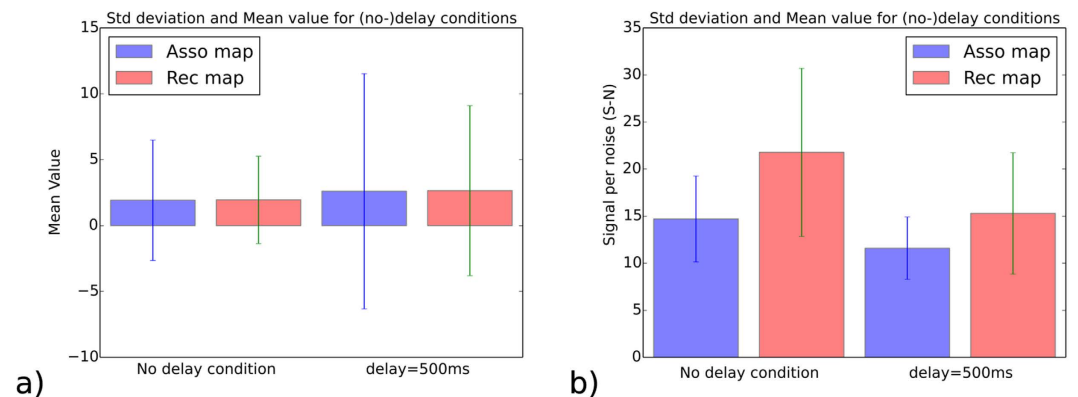 Std deviation and Mean value for (no-)delay conditions
15
10
5
0
−5
−10
Mean Value
Asso map
Rec map
No delay condition
delay=500ms
a)
Std deviation and Mean value for (no-)delay conditions
35
30
25
20
15
10
5
0
Signal per noise (S-N)
Asso map
Rec map
No delay condition
delay=500ms
b)